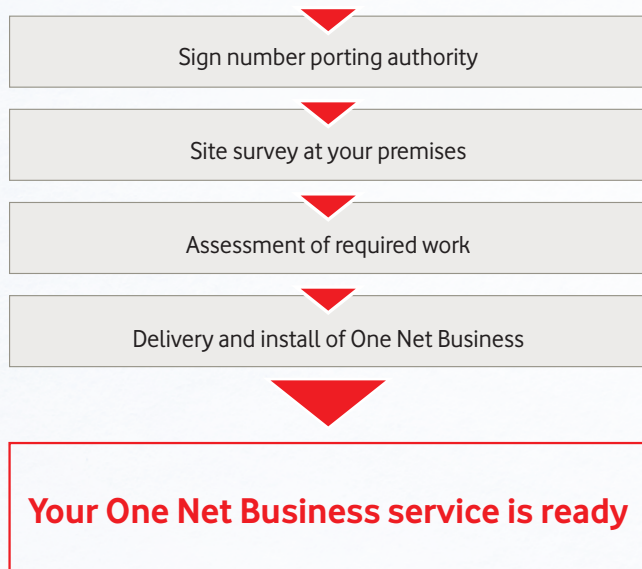 Sign number porting authority
Site survey at your premises
Assessment of required work
Delivery and install of One Net Business
Your One Net Business service is ready